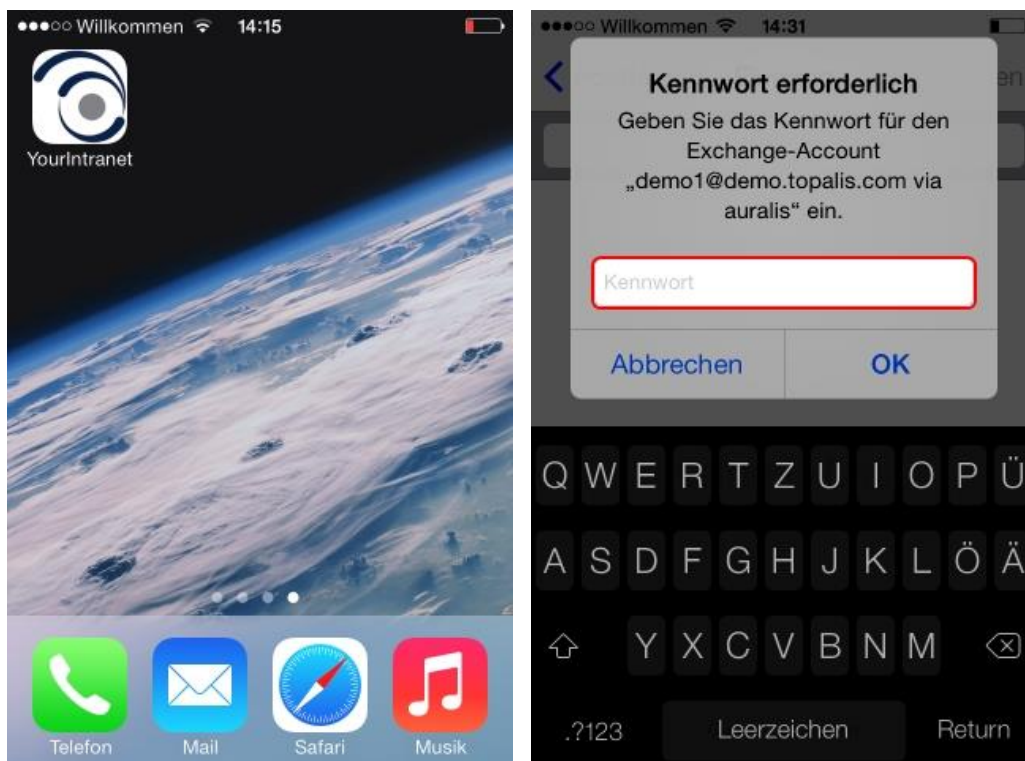 Willkommen 14:15
YourIntranet
Telefon Mail Safari Musik
Willkommen 14:31
Kennwort erforderlich
Geben Sie das Kennwort für den
Exchange-Account
„demo1@demo.topalis.com via
auralis“ ein.
Kennwort
Abbrechen OK
Q W E R T Z U I O P Ü
A S D F G H J K L Ö Ä
Y X C V B N M
.?123 Leerzeichen Return